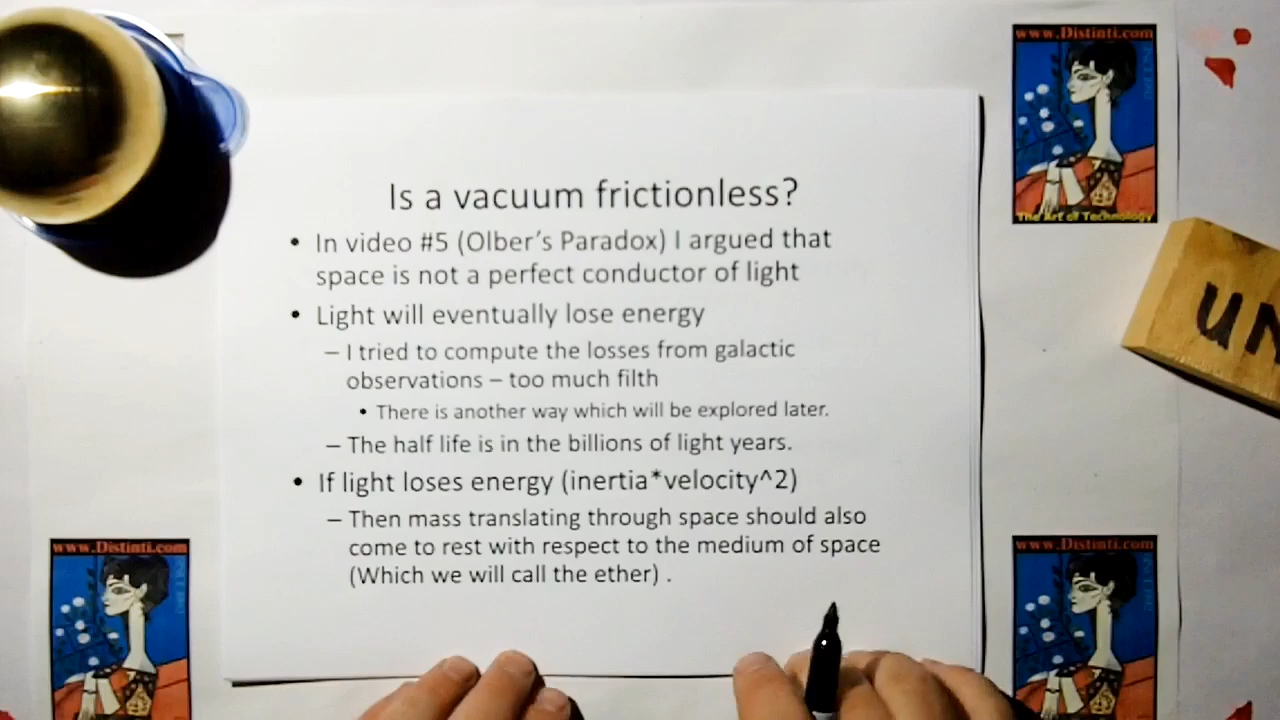 www.Distinti.com
The Art of Technology
UN
Is a vacuum frictionless?
• In video #5 (Olber's Paradox) I argued that
space is not a perfect conductor of light
• Light will eventually lose energy
– I tried to compute the losses from galactic
observations – too much filth
• There is another way which will be explored later.
– The half life is in the billions of light years.
• If light loses energy (inertia*velocity^2)
– Then mass translating through space should also
come to rest with respect to the medium of space
(Which we will call the ether) .
www.Distinti.com
www.Distinti.com